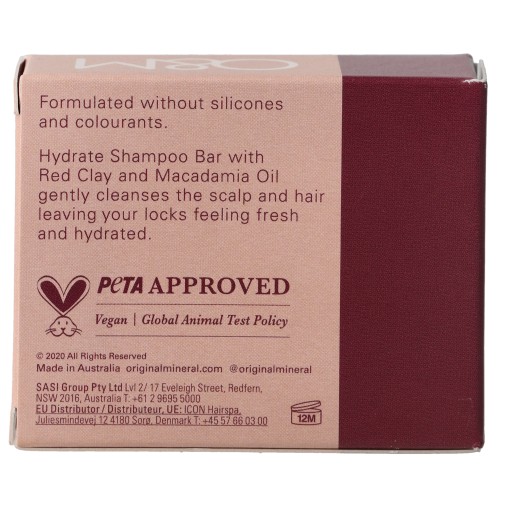 O&M
Formulated without silicones
and colourants.
Hydrate Shampoo Bar with
Red Clay and Macadamia Oil
gently cleanses the scalp and hair
leaving your locks feeling fresh
and hydrated.
PETA APPROVED
Vegan | Global Animal Test Policy
© 2020 All Rights Reserved
Made in Australia originalmineral.com @originalmineral
SASI Group Pty Ltd Lvl 2/ 17 Eveleigh Street, Redfern,
NSW 2016, Australia T.+61 2 9695 5000
EU Distributor / Distributeur, UE: ICON Hairspa,
Juliesmindevej 12 4180 Sorø, Denmark T:+45 57 66 03 00
12M